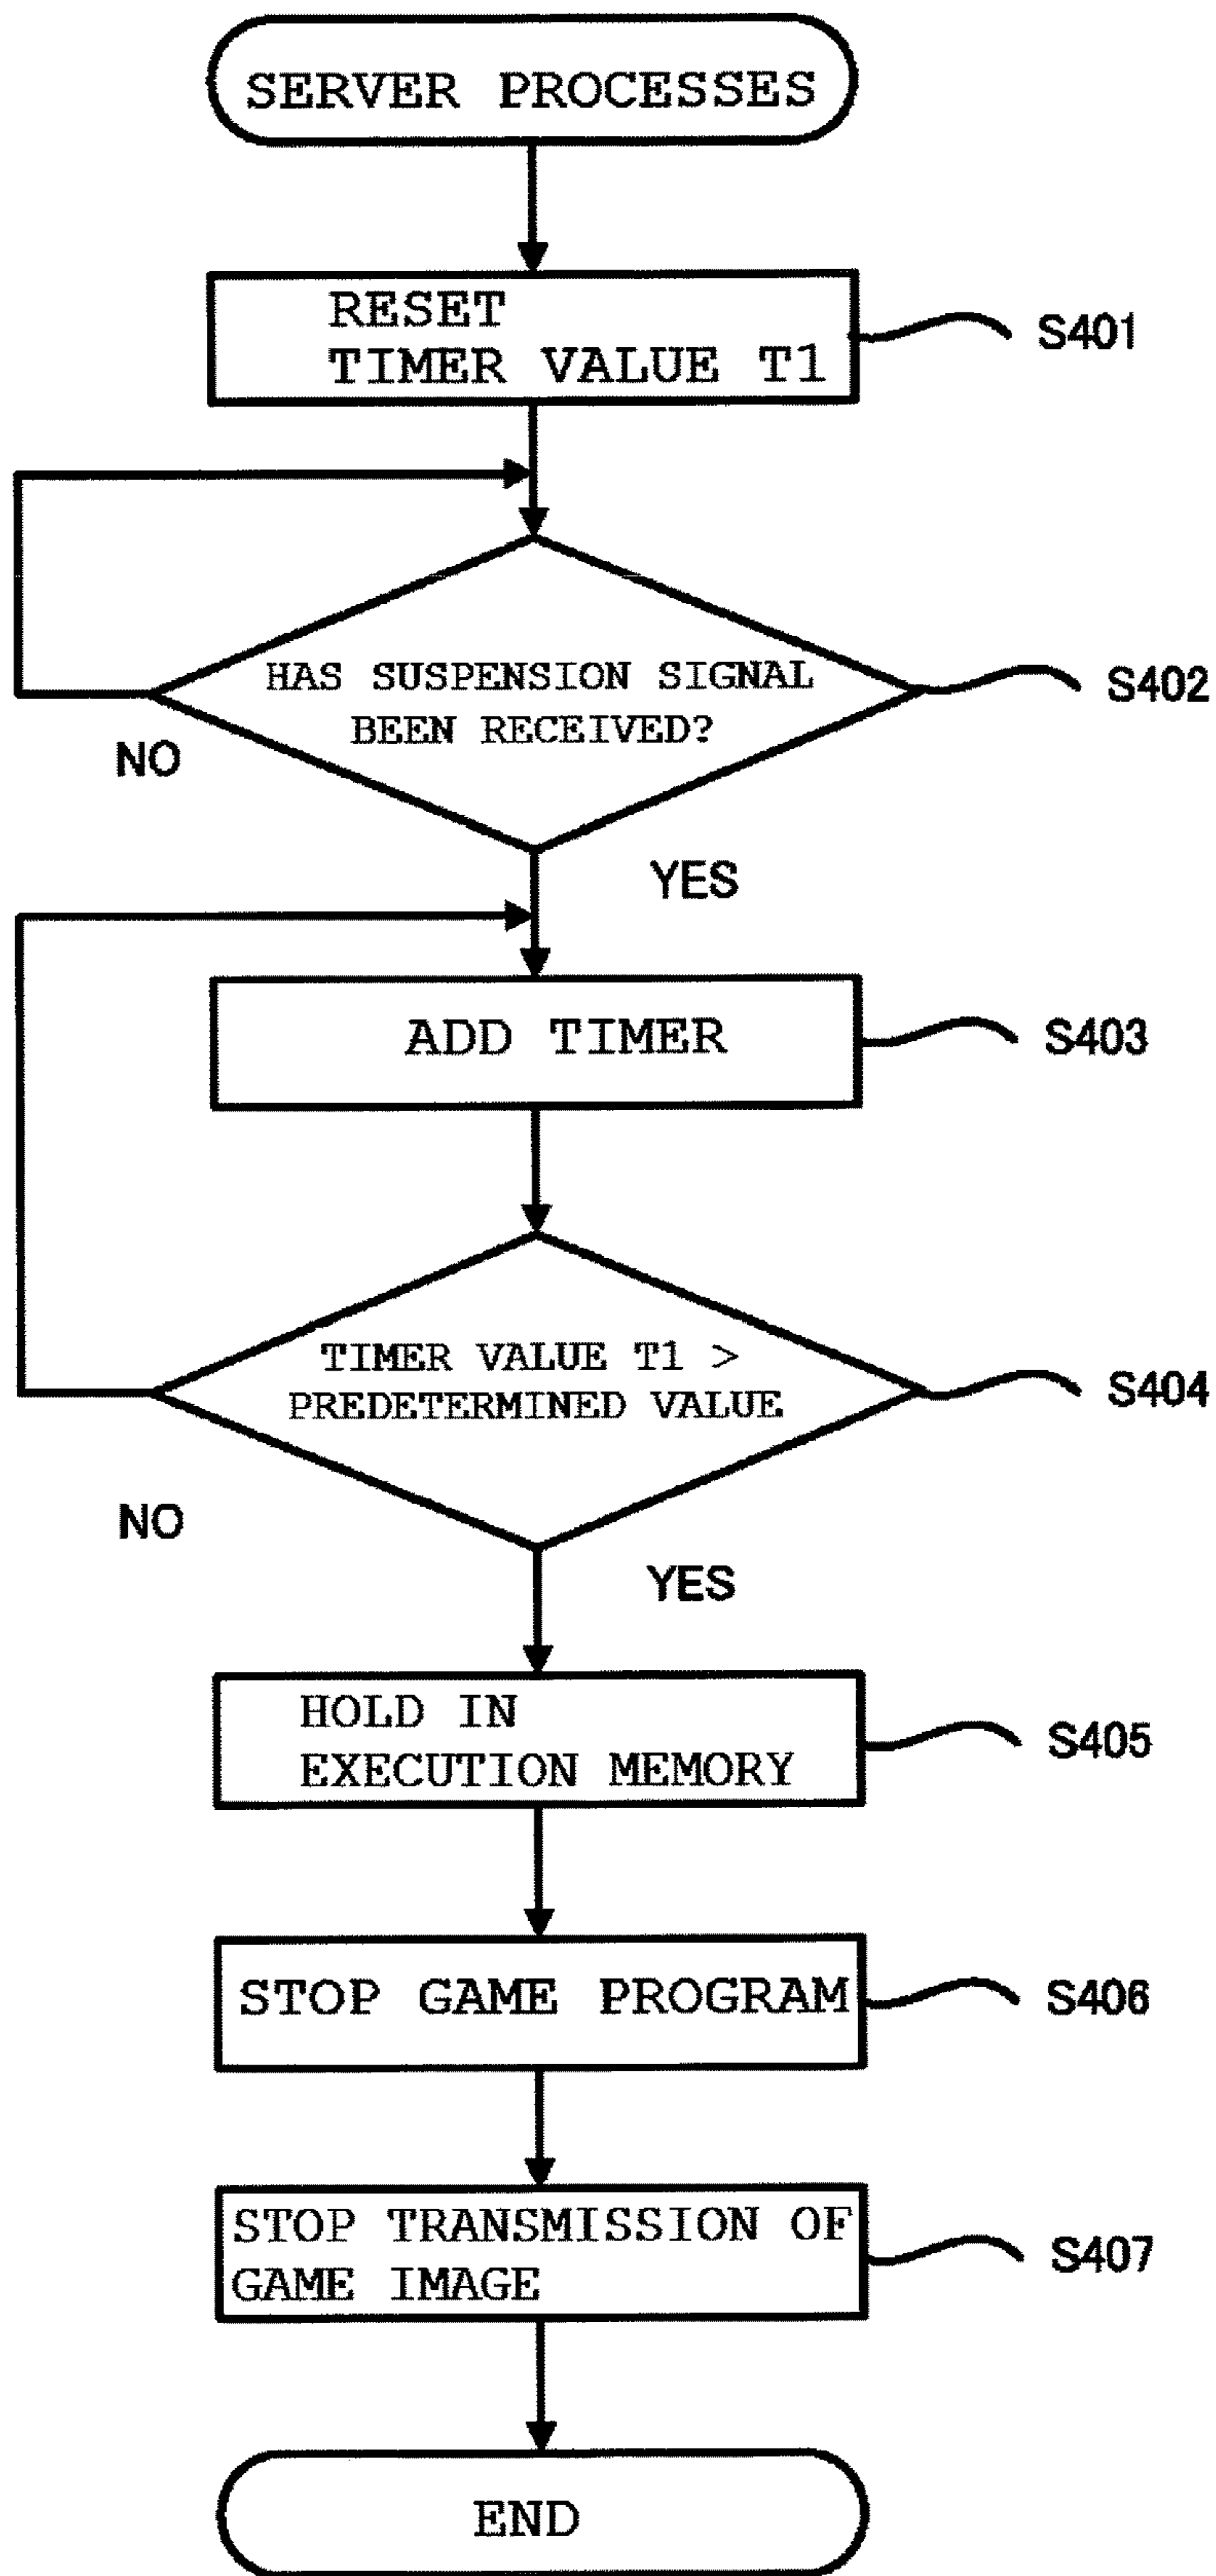 SERVER PROCESSES
RESET
TIMER VALUE T1
S401
HAS SUSPENSION SIGNAL
BEEN RECEIVED?
S402
NO
YES
ADD TIMER
S403
TIMER VALUE T1 >
PREDETERMINED VALUE
S404
NO
YES
HOLD IN
EXECUTION MEMORY
S405
STOP GAME PROGRAM
S406
STOP TRANSMISSION OF
GAME IMAGE
S407
END